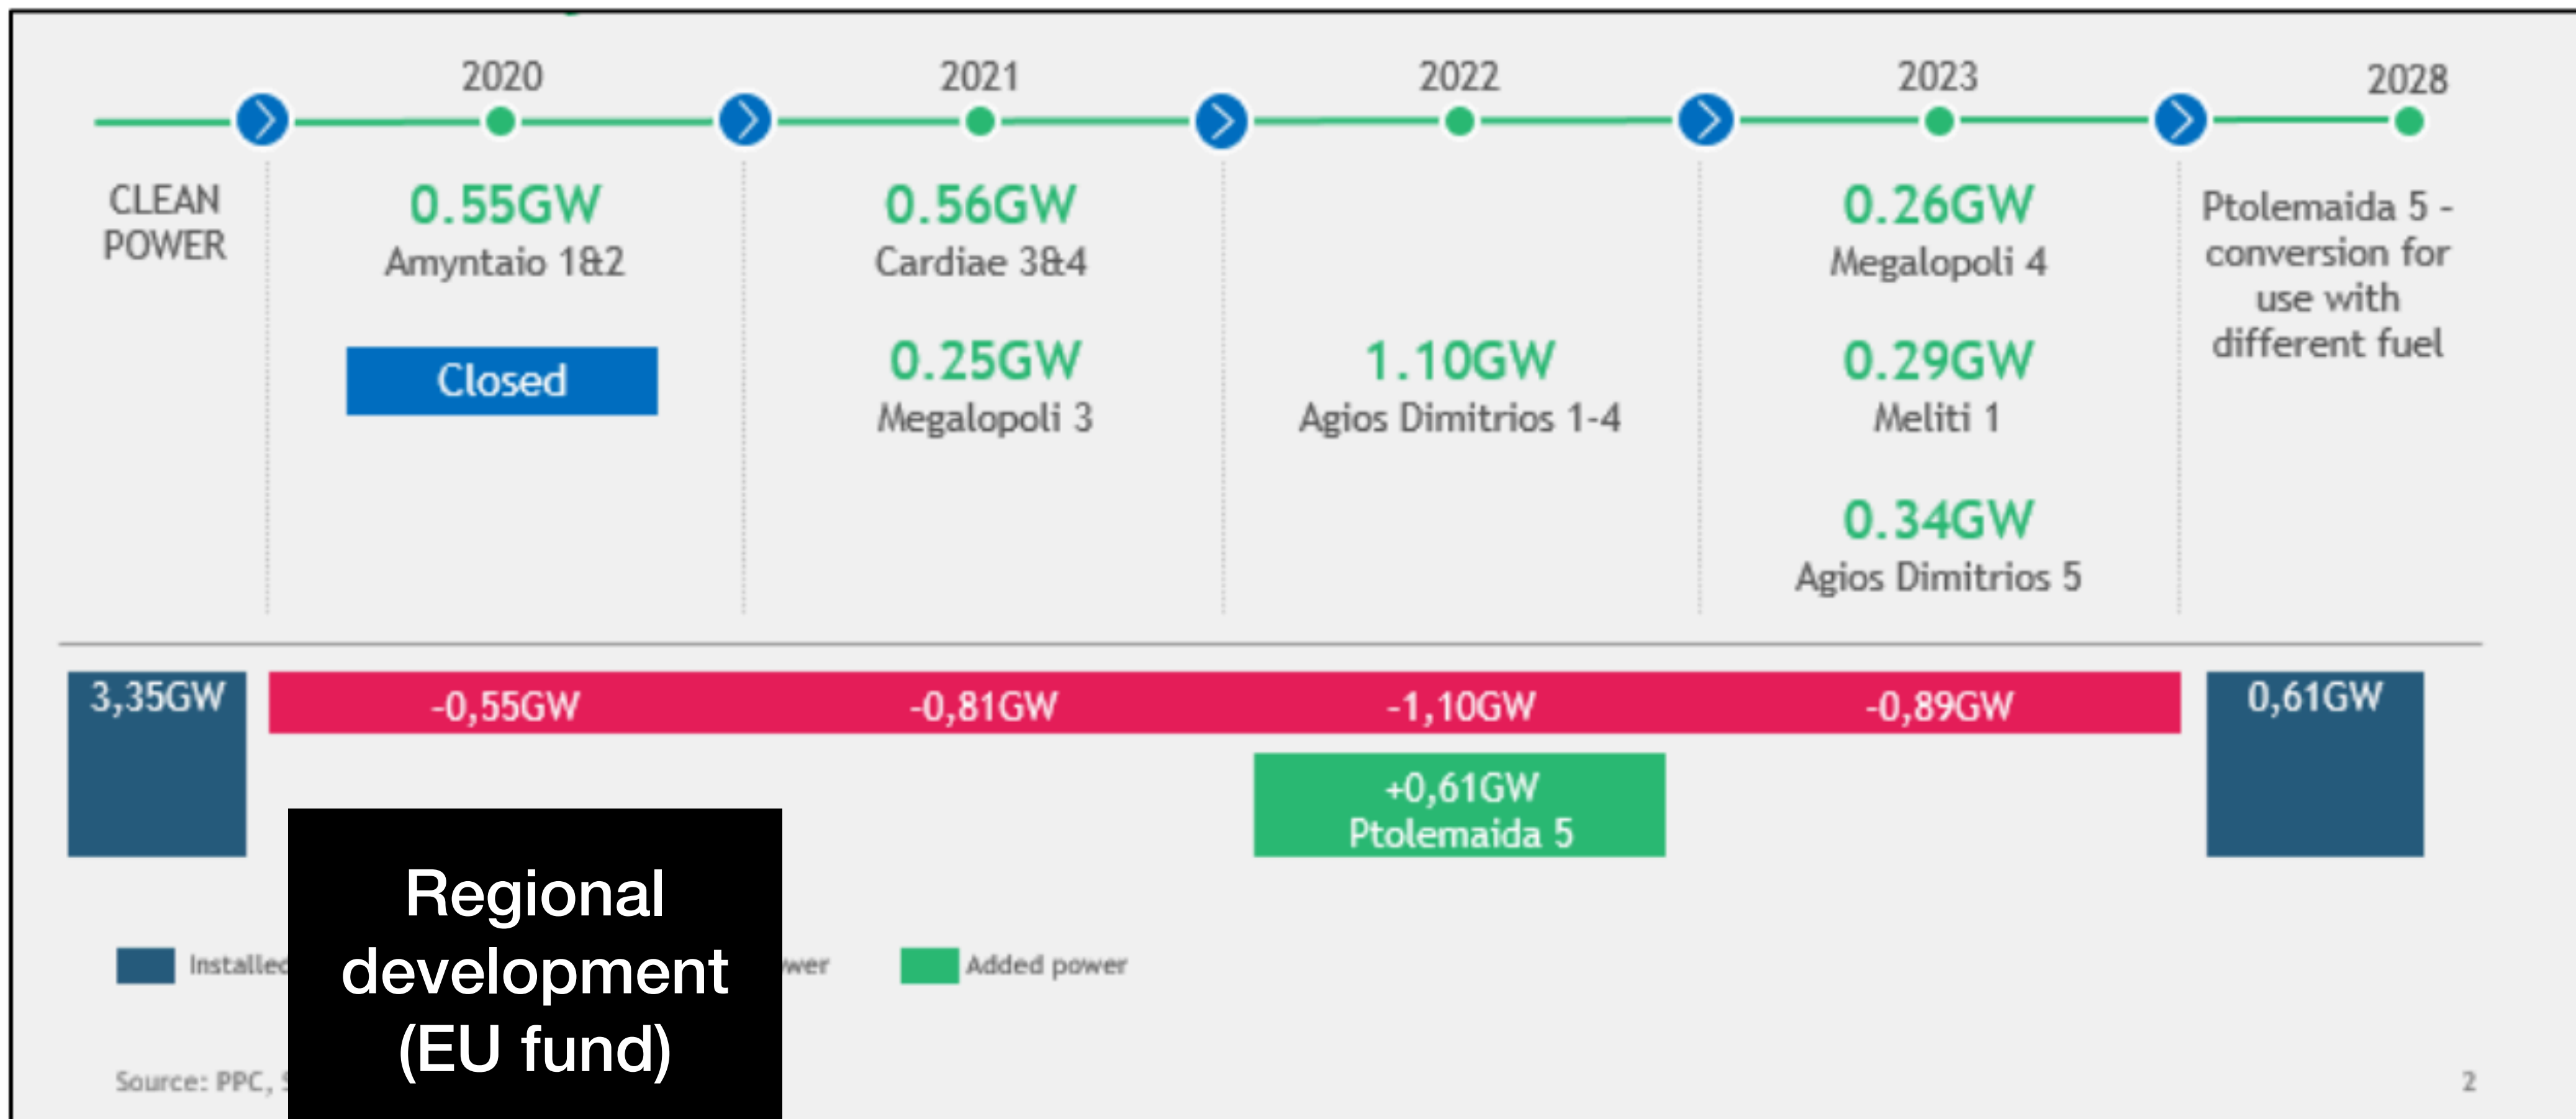 2020
2021
2022
2023
2028
CLEAN
POWER
0.55GW
Amyntaio 1&2
Closed
0.56GW
Cardiae 3&4
0.25GW
Megalopoli 3
1.10GW
Agios Dimitrios 1-4
0.26GW
Megalopoli 4
0.29GW
Meliti 1
0.34GW
Agios Dimitrios 5
Ptolemaida 5 -
conversion for
use with
different fuel
3,35GW
-0,55GW
-0,81GW
-1,10GW
-0,89GW
0,61GW
+0,61GW
Ptolemaida 5
Regional
development
(EU fund)
Installed
Added power
Source: PPC,
2